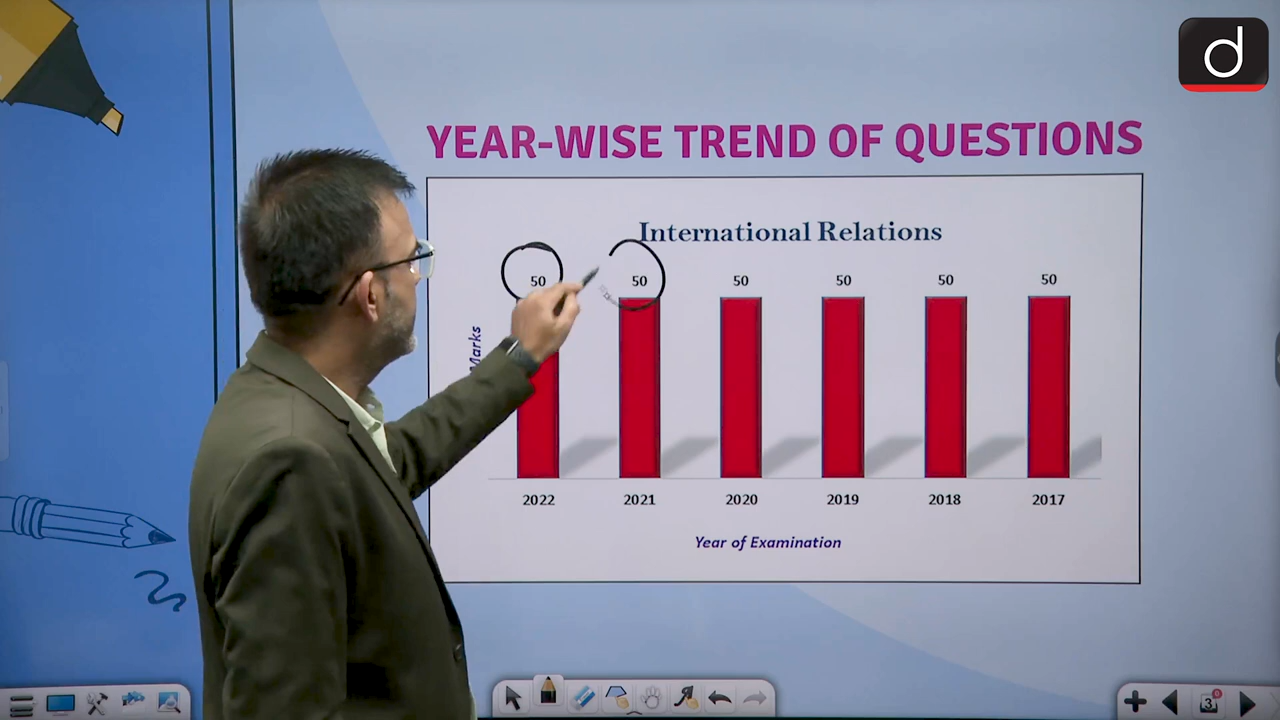 d
YEAR-WISE TREND OF QUESTIONS
International Relations
50 50 50 50 50 50
Marks
2022 2021 2020 2019 2018 2017
Year of Examination
3